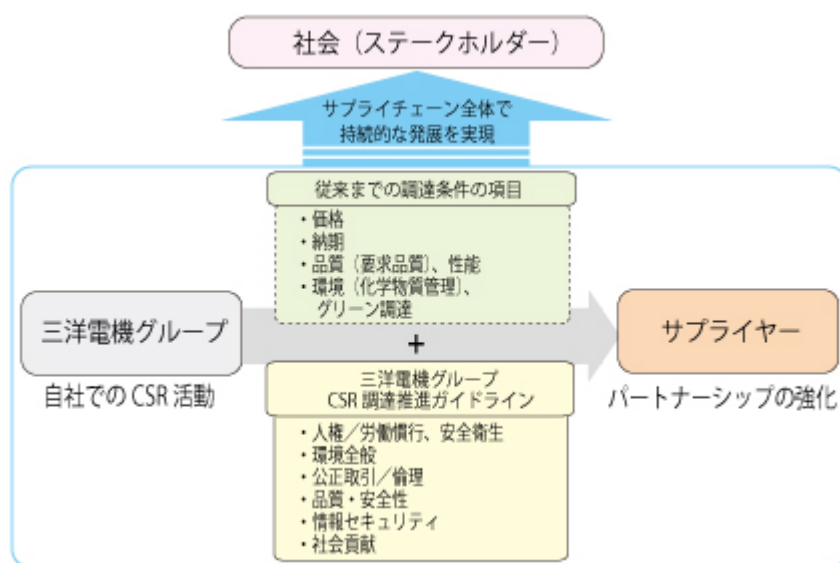 社会（ステークホルダー）
サプライチェーン全体で
持続的な発展を実現
従来までの調達条件の項目
・価格
・納期
・品質（要求品質）、性能
・環境（化学物質管理）、
グリーン調達
三洋電機グループ
自社でのCSR活動
+
サプライヤー
パートナーシップの強化
三洋電機グループ
CSR調達推進ガイドライン
・人権／労働慣行、安全衛生
・環境全般
・公正取引／倫理
・品質・安全性
・情報セキュリティ
・社会貢献